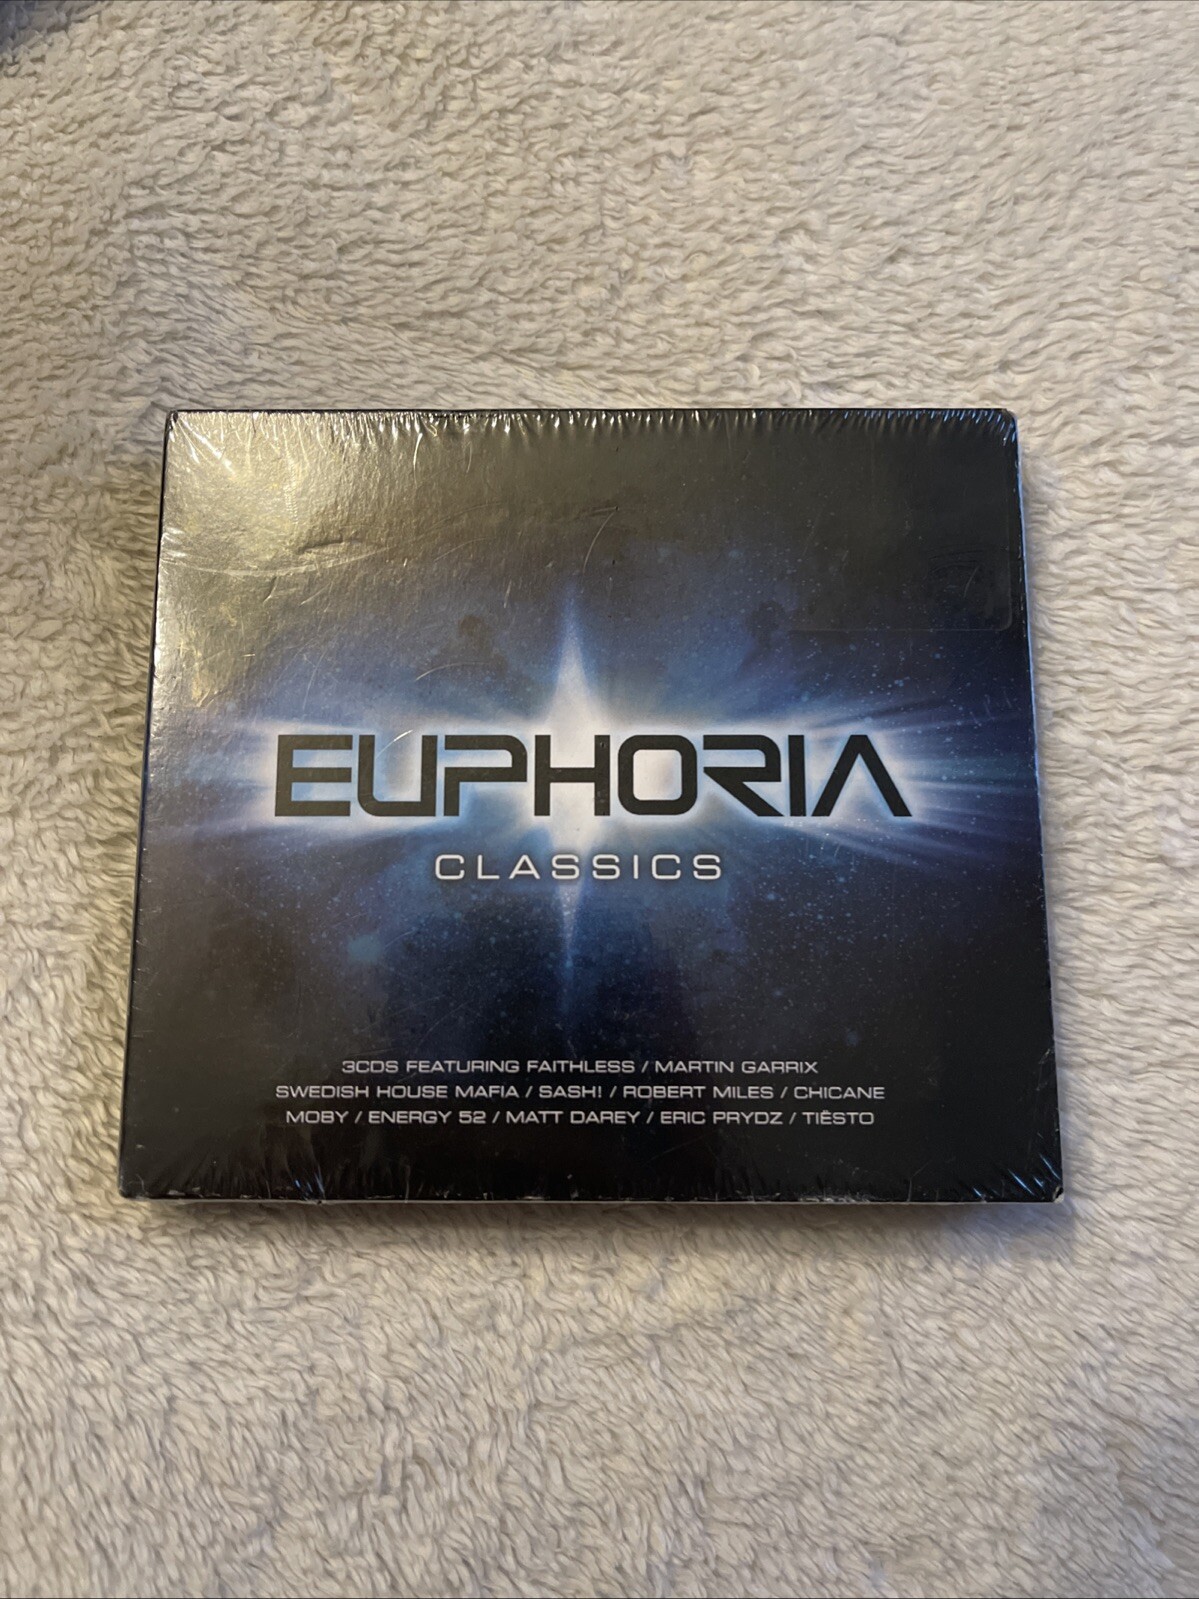 EUPHORIA
CLASSICS
3CDS FEATURING FAITHLESS / MARTIN GARRIX
SWEDISH HOUSE MAFIA / SASH! / ROBERT MILES / CHICANE
MOBY / ENERGY 52 / MATT DAREY / ERIC PRYDZ / TIËSTO